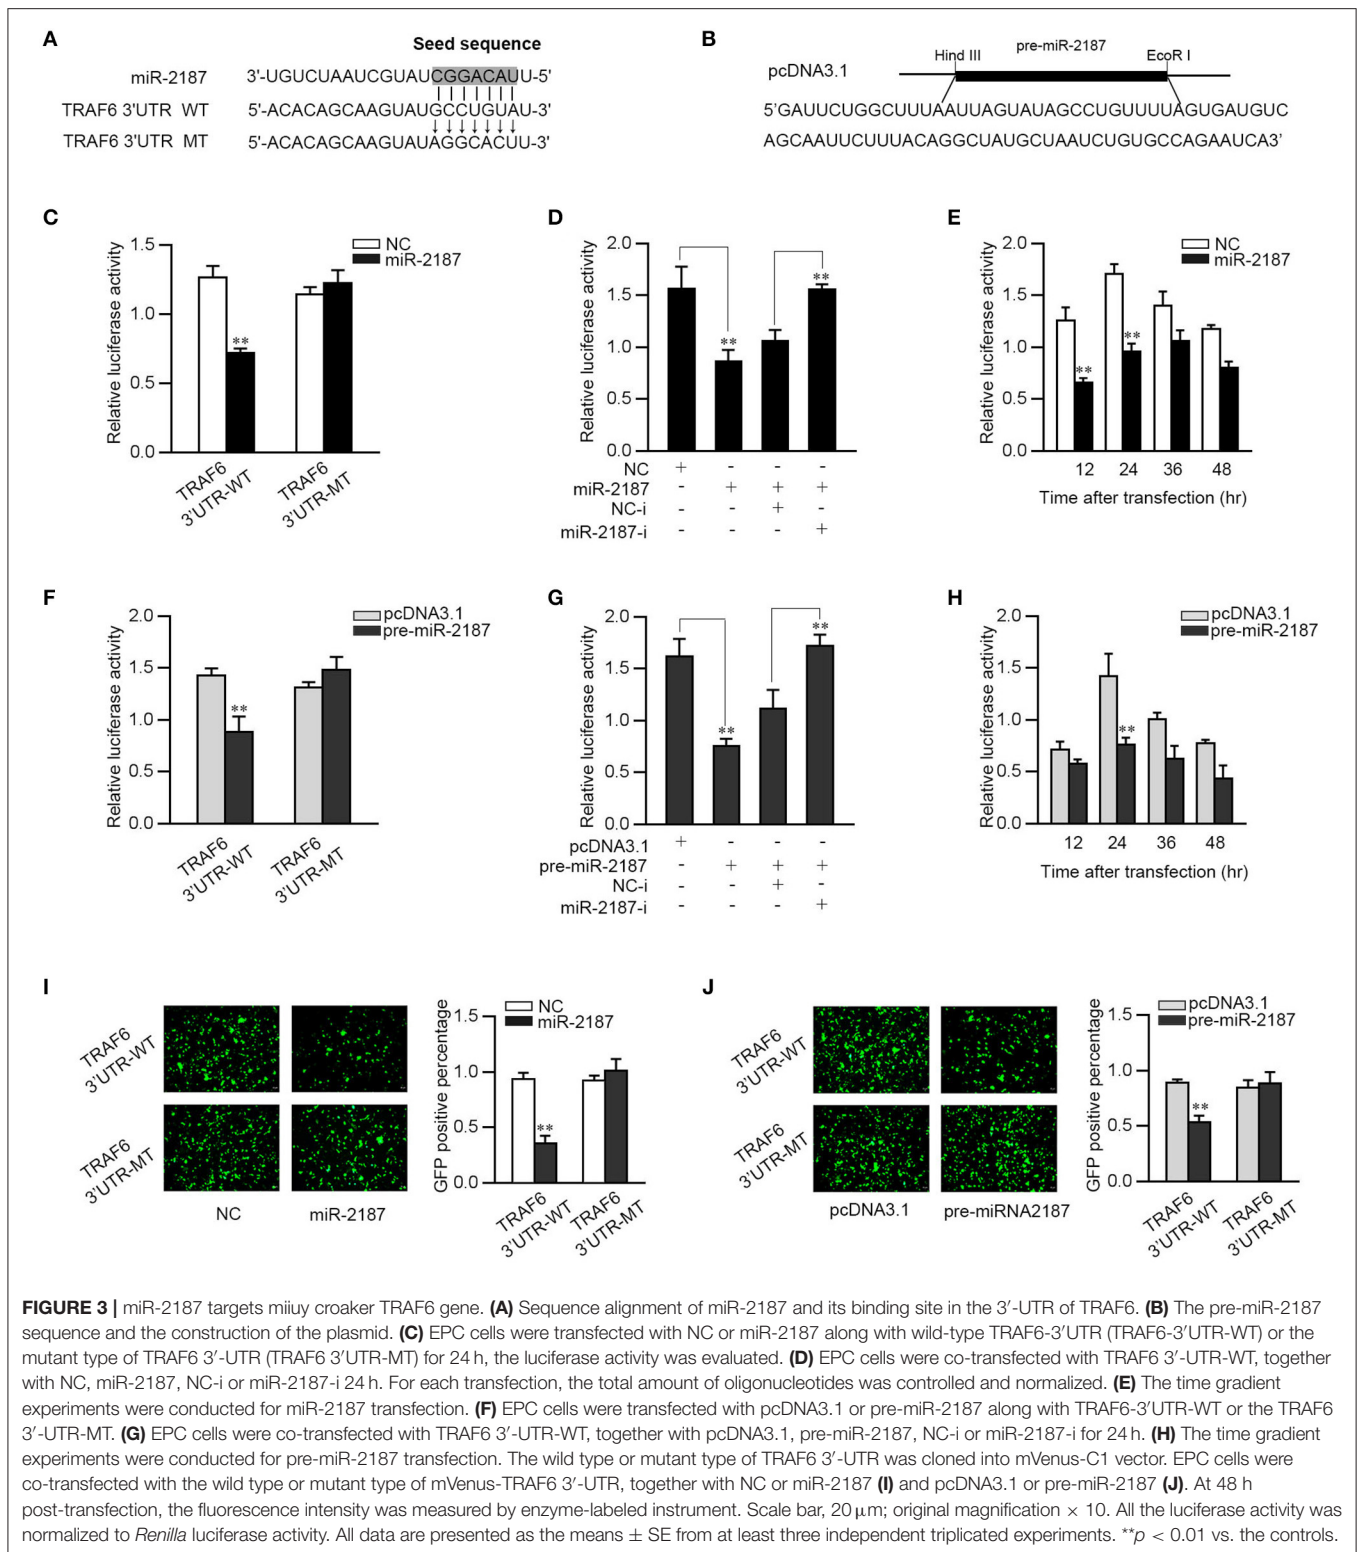 A
Seed sequence
miR-2187 3'-UGUCUAAUCGUAUCGGACAUU-5'
TRAF6 3'UTR WT 5'-ACACAGCAAGUAUGCCUGUAU-3'
TRAF6 3'UTR MT 5'-ACACAGCAAGUAUAGGCACUU-3'
B
pre-miR-2187
Hind III EcoR I
pcDNA3.1
5'GAUUCUGGCUUUAAUUAGUAUAGCCUGUUUUAGUGAUGUC
AGCAAUUCUUUACAGGCUAUGCUAAUCUGUGCCAGAAUCA3'
C
Relative luciferase activity
1.5
1.0
0.5
0.0
NC
miR-2187
**
TRAF6
3'UTR-WT
TRAF6
3'UTR-MT
D
Relative luciferase activity
2.0
1.5
1.0
0.5
0.0
**
**
NC + - - -
miR-2187 - + + +
NC-i - - + -
miR-2187-i - - - +
E
Relative luciferase activity
2.0
1.5
1.0
0.5
0.0
NC
miR-2187
**
**
12 24 36 48
Time after transfection (hr)
F
Relative luciferase activity
2.0
1.5
1.0
0.5
0.0
pcDNA3.1
pre-miR-2187
**
TRAF6
3'UTR-WT
TRAF6
3'UTR-MT
G
Relative luciferase activity
2.0
1.5
1.0
0.5
0.0
**
**
pcDNA3.1 + - - -
pre-miR-2187 - + + +
NC-i - - + -
miR-2187-i - - - +
H
Relative luciferase activity
2.0
1.5
1.0
0.5
0.0
pcDNA3.1
pre-miR-2187
**
12 24 36 48
Time after transfection (hr)
I
TRAF6
3'UTR-WT
TRAF6
3'UTR-MT
NC miR-2187
GFP positive percentage
1.5
1.0
0.5
0.0
NC
miR-2187
**
TRAF6
3'UTR-WT
TRAF6
3'UTR-MT
J
TRAF6
3'UTR-WT
TRAF6
3'UTR-MT
pcDNA3.1 pre-miRNA2187
GFP positive percentage
1.5
1.0
0.5
0.0
pcDNA3.1
pre-miR-2187
**
TRAF6
3'UTR-WT
TRAF6
3'UTR-MT
FIGURE 3 | miR-2187 targets miiuy croaker TRAF6 gene. (A) Sequence alignment of miR-2187 and its binding site in the 3′-UTR of TRAF6. (B) The pre-miR-2187
sequence and the construction of the plasmid. (C) EPC cells were transfected with NC or miR-2187 along with wild-type TRAF6-3′UTR (TRAF6-3′UTR-WT) or the
mutant type of TRAF6 3′-UTR (TRAF6 3′UTR-MT) for 24 h, the luciferase activity was evaluated. (D) EPC cells were co-transfected with TRAF6 3′-UTR-WT, together
with NC, miR-2187, NC-i or miR-2187-i 24 h. For each transfection, the total amount of oligonucleotides was controlled and normalized. (E) The time gradient
experiments were conducted for miR-2187 transfection. (F) EPC cells were transfected with pcDNA3.1 or pre-miR-2187 along with TRAF6-3′UTR-WT or the TRAF6
3′-UTR-MT. (G) EPC cells were co-transfected with TRAF6 3′-UTR-WT, together with pcDNA3.1, pre-miR-2187, NC-i or miR-2187-i for 24 h. (H) The time gradient
experiments were conducted for pre-miR-2187 transfection. The wild type or mutant type of TRAF6 3′-UTR was cloned into mVenus-C1 vector. EPC cells were
co-transfected with the wild type or mutant type of mVenus-TRAF6 3′-UTR, together with NC or miR-2187 (I) and pcDNA3.1 or pre-miR-2187 (J). At 48 h
post-transfection, the fluorescence intensity was measured by enzyme-labeled instrument. Scale bar, 20 μm; original magnification × 10. All the luciferase activity was
normalized to Renilla luciferase activity. All data are presented as the means ± SE from at least three independent triplicated experiments. **p < 0.01 vs. the controls.